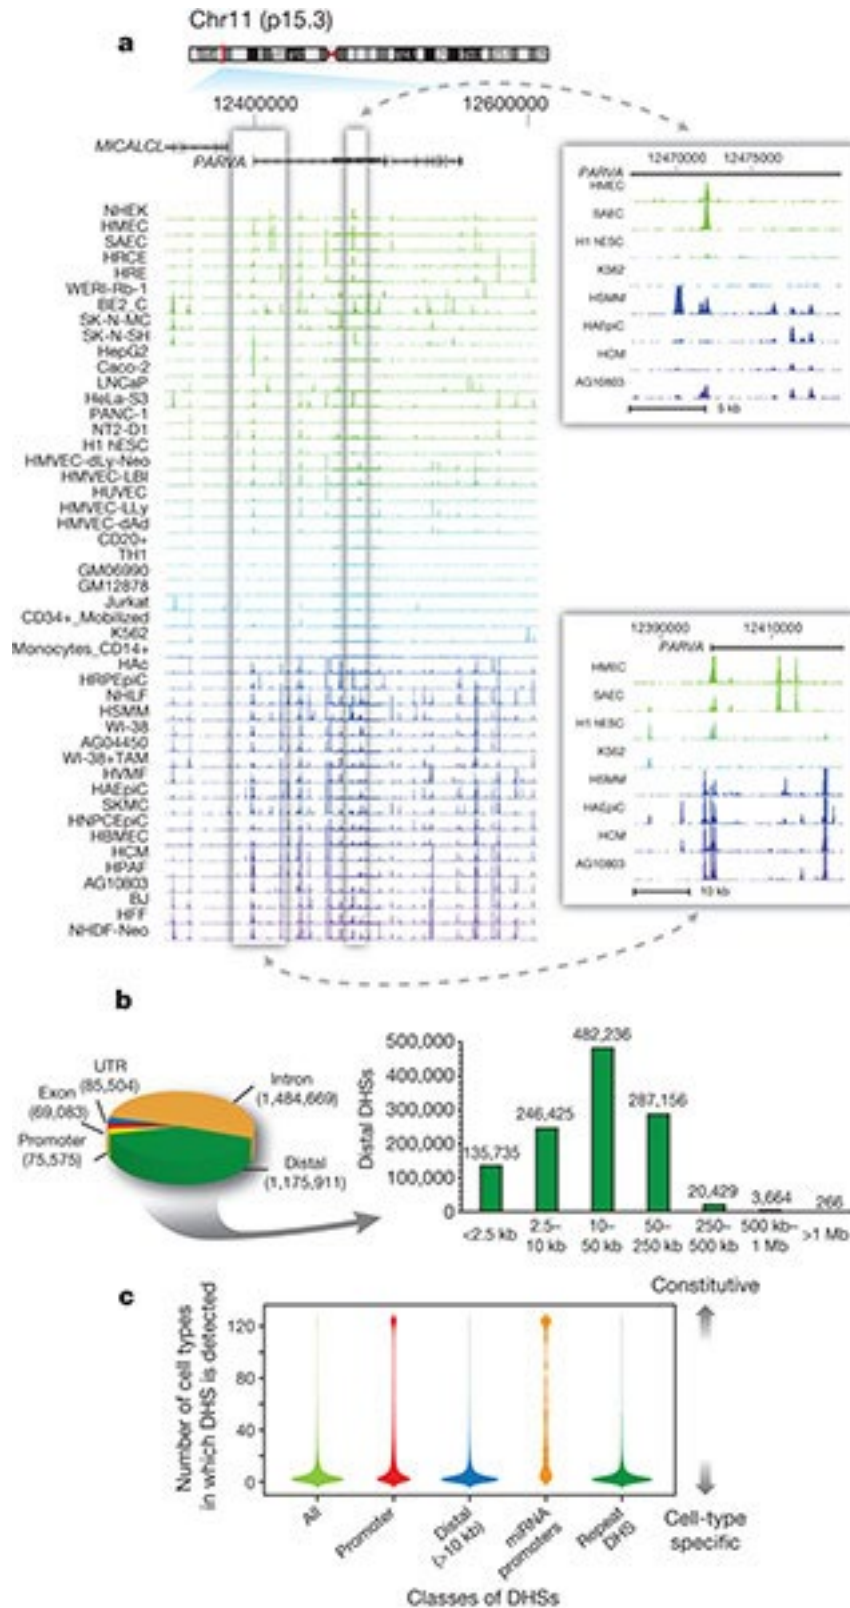 Chr11 (p15.3)
a
12400000 12600000
MICALCL
PARVA
NHEK
HMEC
SAEC
HRCE
HRE
WERI-Rb-1
BE2_C
SK-N-MC
SK-N-SH
HepG2
Caco-2
LNCaP
HeLa-S3
PANC-1
NT2-D1
H1 hESC
HMVEC-dLy-Neo
HMVEC-LBl
HUVEC
HMVEC-LLy
HMVEC-dAd
CD20+
TH1
GM06990
GM12878
Jurkat
CD34+_Mobilized
K562
Monocytes_CD14+
HAc
HRPEpiC
NHLF
HSMM
WI-38
AG04450
WI-38+TAM
HVMF
HAEpiC
SKMC
HNPCEpiC
HBMEC
HCM
HPAF
AG10803
BJ
HFF
NHDF-Neo
12470000 12475000
PARVA
HMEC
SAEC
H1 hESC
K562
HSMM
HAEpiC
HCM
AG10803
5 kb
12390000 12410000
PARVA
HMEC
SAEC
H1 hESC
K562
HSMM
HAEpiC
HCM
AG10803
10 kb
b
UTR
(85,504)
Exon
(69,083)
Promoter
(75,575)
Intron
(1,484,669)
Distal
(1,175,911)
Distal DHSs
500,000
400,000
300,000
200,000
100,000
0
135,735
246,425
482,236
287,156
20,429
3,664
266
<2.5 kb
2.5–
10 kb
10–
50 kb
50–
250 kb
250–
500 kb
500 kb–
1 Mb
>1 Mb
c
Constitutive
Number of cell types
in which DHS is detected
120
80
40
0
All
Promoter
Distal
(>10 kb)
miRNA
promoters
Repeat
DHS
Cell-type
specific
Classes of DHSs